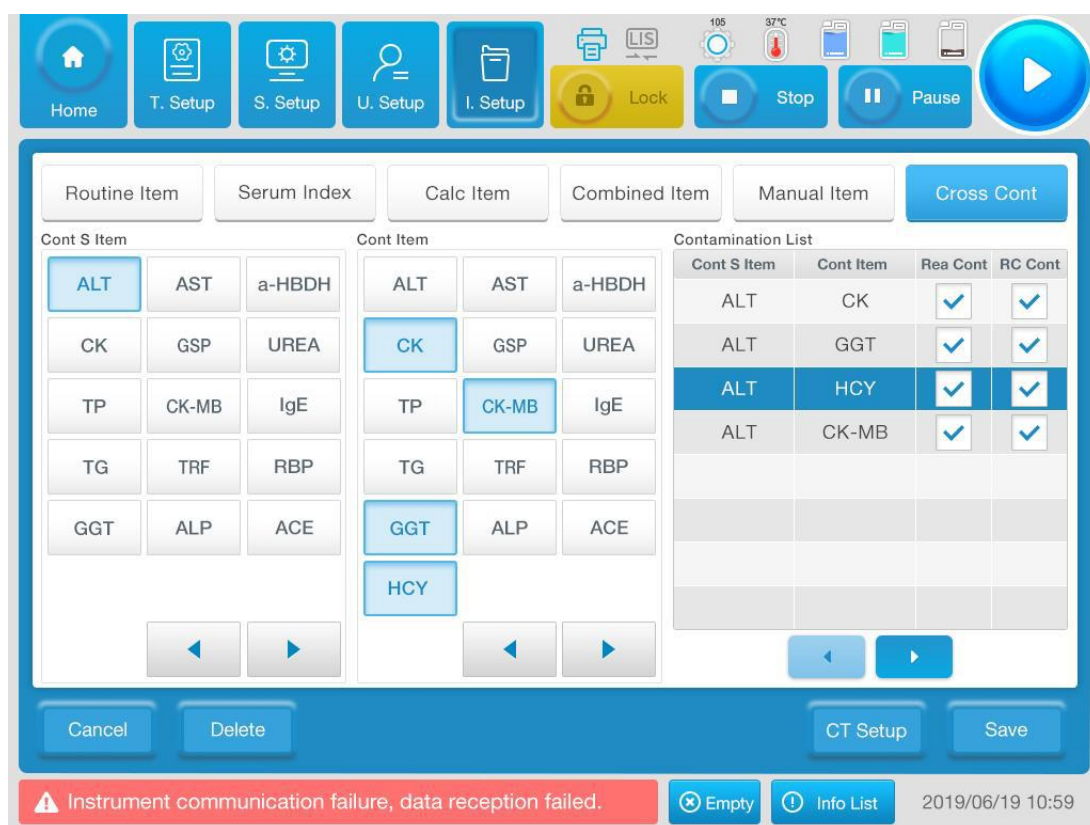 105 37°C
LIS
Home T. Setup S. Setup U. Setup I. Setup Lock Stop Pause
Routine Item Serum Index Calc Item Combined Item Manual Item Cross Cont
Cont S Item Cont Item Contamination List
Cont S Item Cont Item Rea Cont RC Cont
ALT AST a-HBDH ALT AST a-HBDH ALT CK
CK GSP UREA CK GSP UREA ALT GGT
ALT HCY
TP CK-MB IgE TP CK-MB IgE ALT CK-MB
TG TRF RBP TG TRF RBP
GGT ALP ACE GGT ALP ACE
HCY
Cancel Delete CT Setup Save
Instrument communication failure, data reception failed. Empty Info List 2019/06/19 10:59